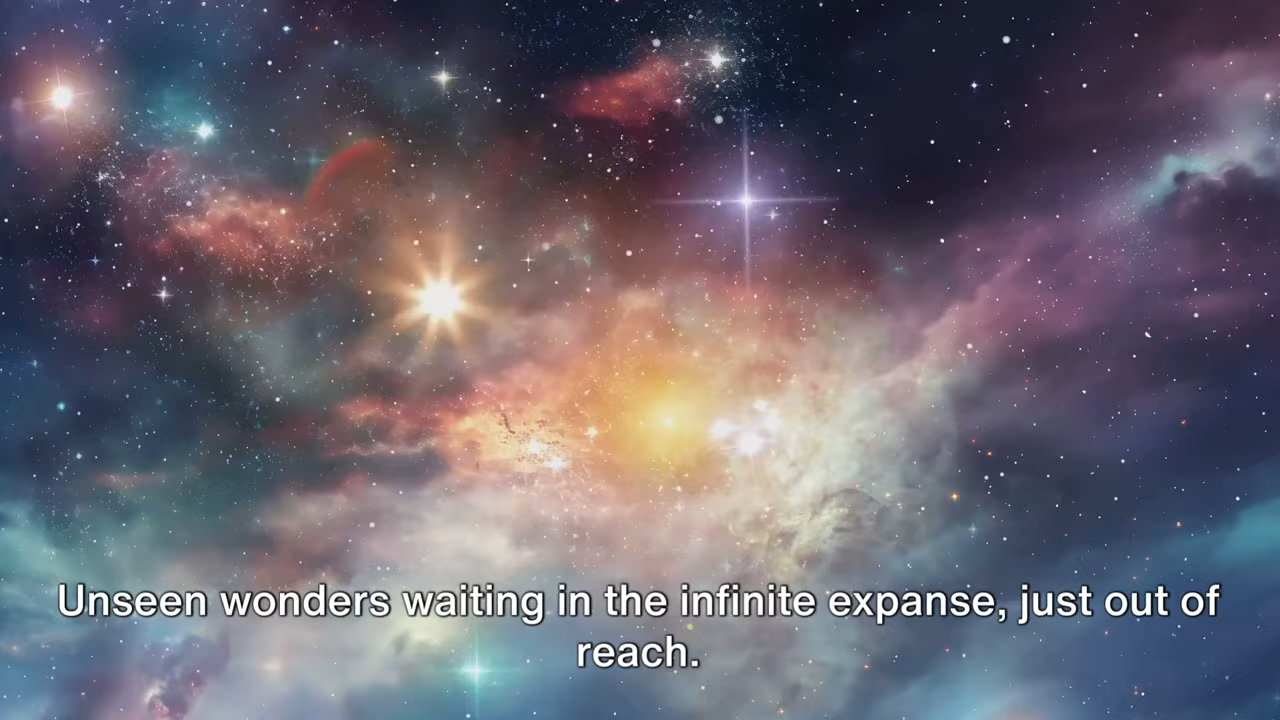 Unseen wonders waiting in the infinite expanse, just out of
reach.